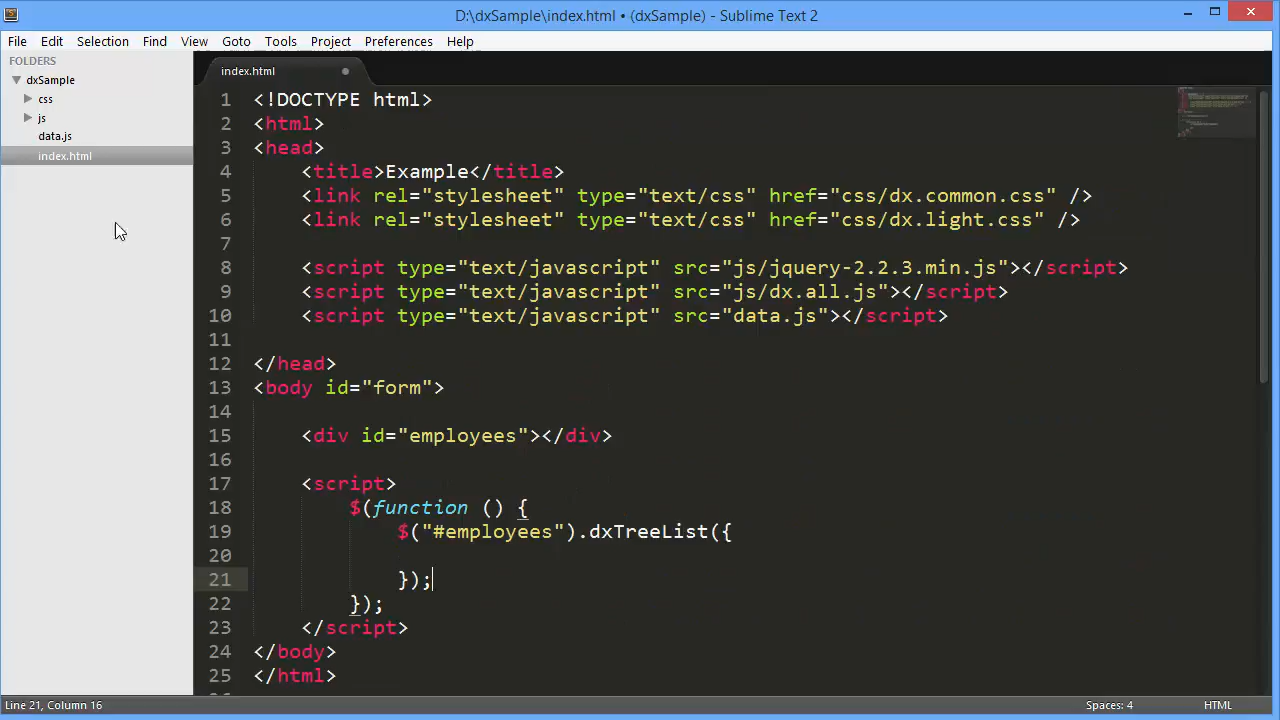 D:\dxSample\index.html • (dxSample) - Sublime Text 2
File Edit Selection Find View Goto Tools Project Preferences Help
FOLDERS
dxSample
css
js
data.js
index.html
index.html
1 <!DOCTYPE html>
2 <html>
3 <head>
4     <title>Example</title>
5     <link rel="stylesheet" type="text/css" href="css/dx.common.css" />
6     <link rel="stylesheet" type="text/css" href="css/dx.light.css" />
7
8     <script type="text/javascript" src="js/jquery-2.2.3.min.js"></script>
9     <script type="text/javascript" src="js/dx.all.js"></script>
10     <script type="text/javascript" src="data.js"></script>
11
12 </head>
13 <body id="form">
14
15     <div id="employees"></div>
16
17     <script>
18         $(function () {
19             $("#employees").dxTreeList({
20
21             });
22         });
23     </script>
24 </body>
25 </html>
Line 21, Column 16 Spaces: 4 HTML